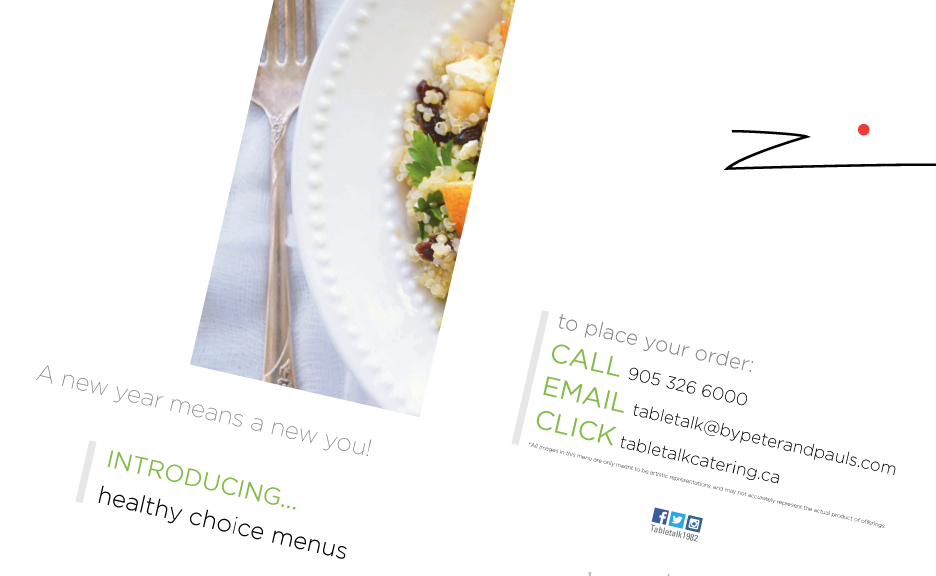 A new year means a new you!
INTRODUCING...
healthy choice menus
to place your order:
CALL 905 326 6000
EMAIL tabletalk@bypeterandpauls.com
CLICK tabletalkcatering.ca
*All images in this menu are only meant to be artistic representations, and may not accurately represent the actual product or offerings.
Tabletalk1982